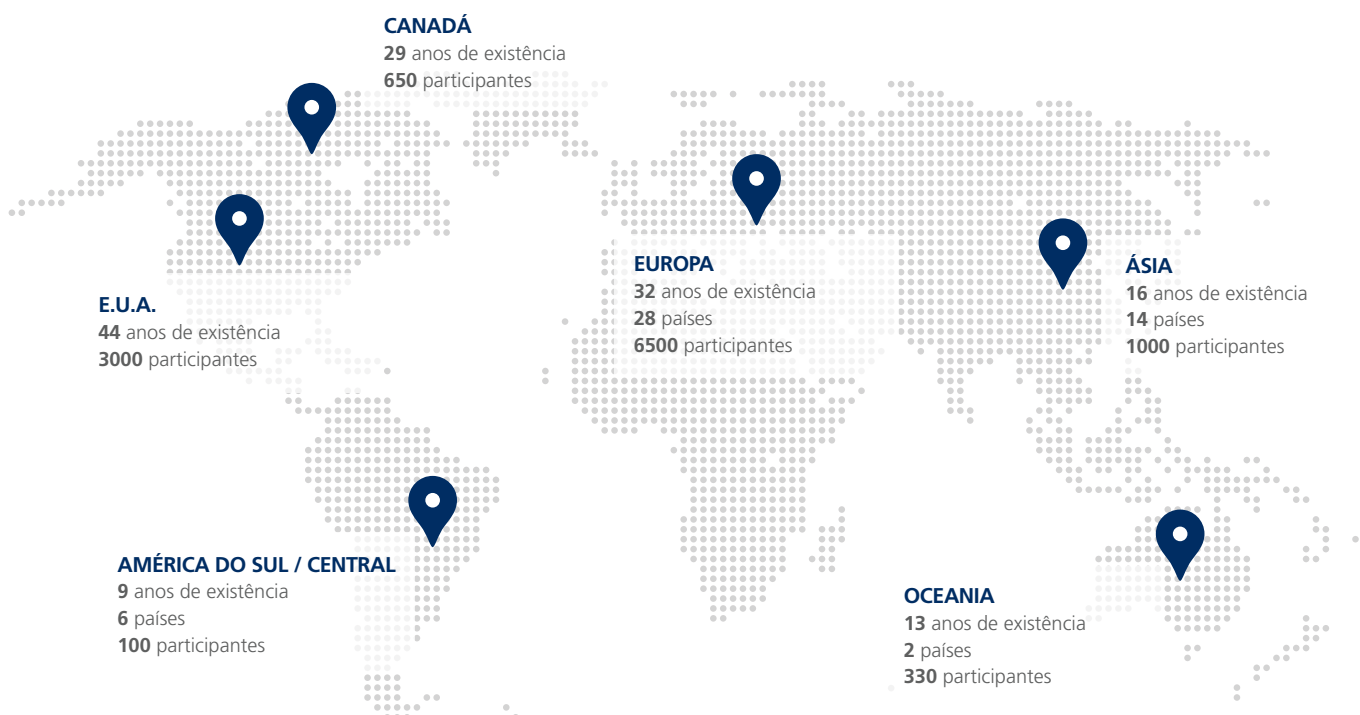 CANADÁ
29 anos de existência
650 participantes
E.U.A.
44 anos de existência
3000 participantes
EUROPA
32 anos de existência
28 países
6500 participantes
ÁSIA
16 anos de existência
14 países
1000 participantes
AMÉRICA DO SUL / CENTRAL
9 anos de existência
6 países
100 participantes
OCEANIA
13 anos de existência
2 países
330 participantes